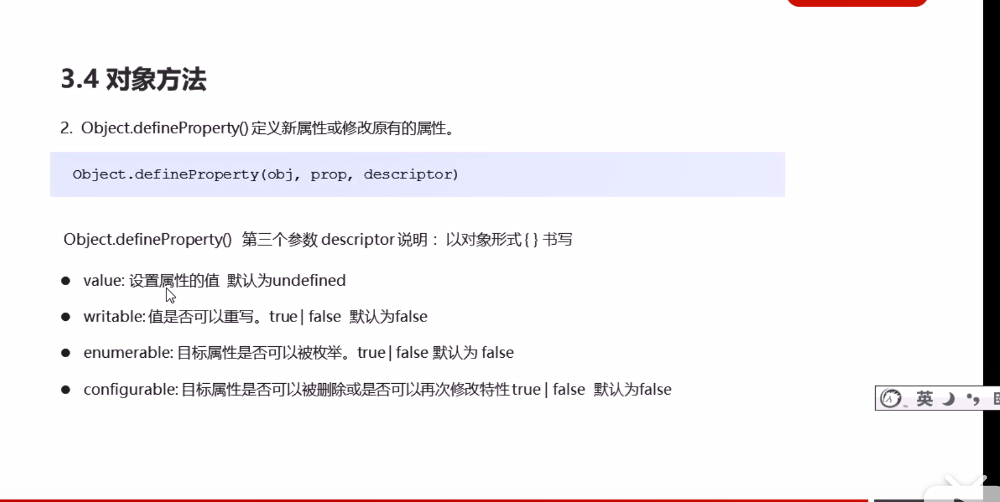 3.4 对象方法
2. Object.defineProperty() 定义新属性或修改原有的属性。
Object.defineProperty(obj, prop, descriptor)
Object.defineProperty() 第三个参数 descriptor 说明： 以对象形式 { } 书写
● value: 设置属性的值 默认为undefined
● writable: 值是否可以重写。true | false 默认为false
● enumerable: 目标属性是否可以被枚举。true | false 默认为 false
● configurable: 目标属性是否可以被删除或是否可以再次修改特性 true | false 默认为false
英